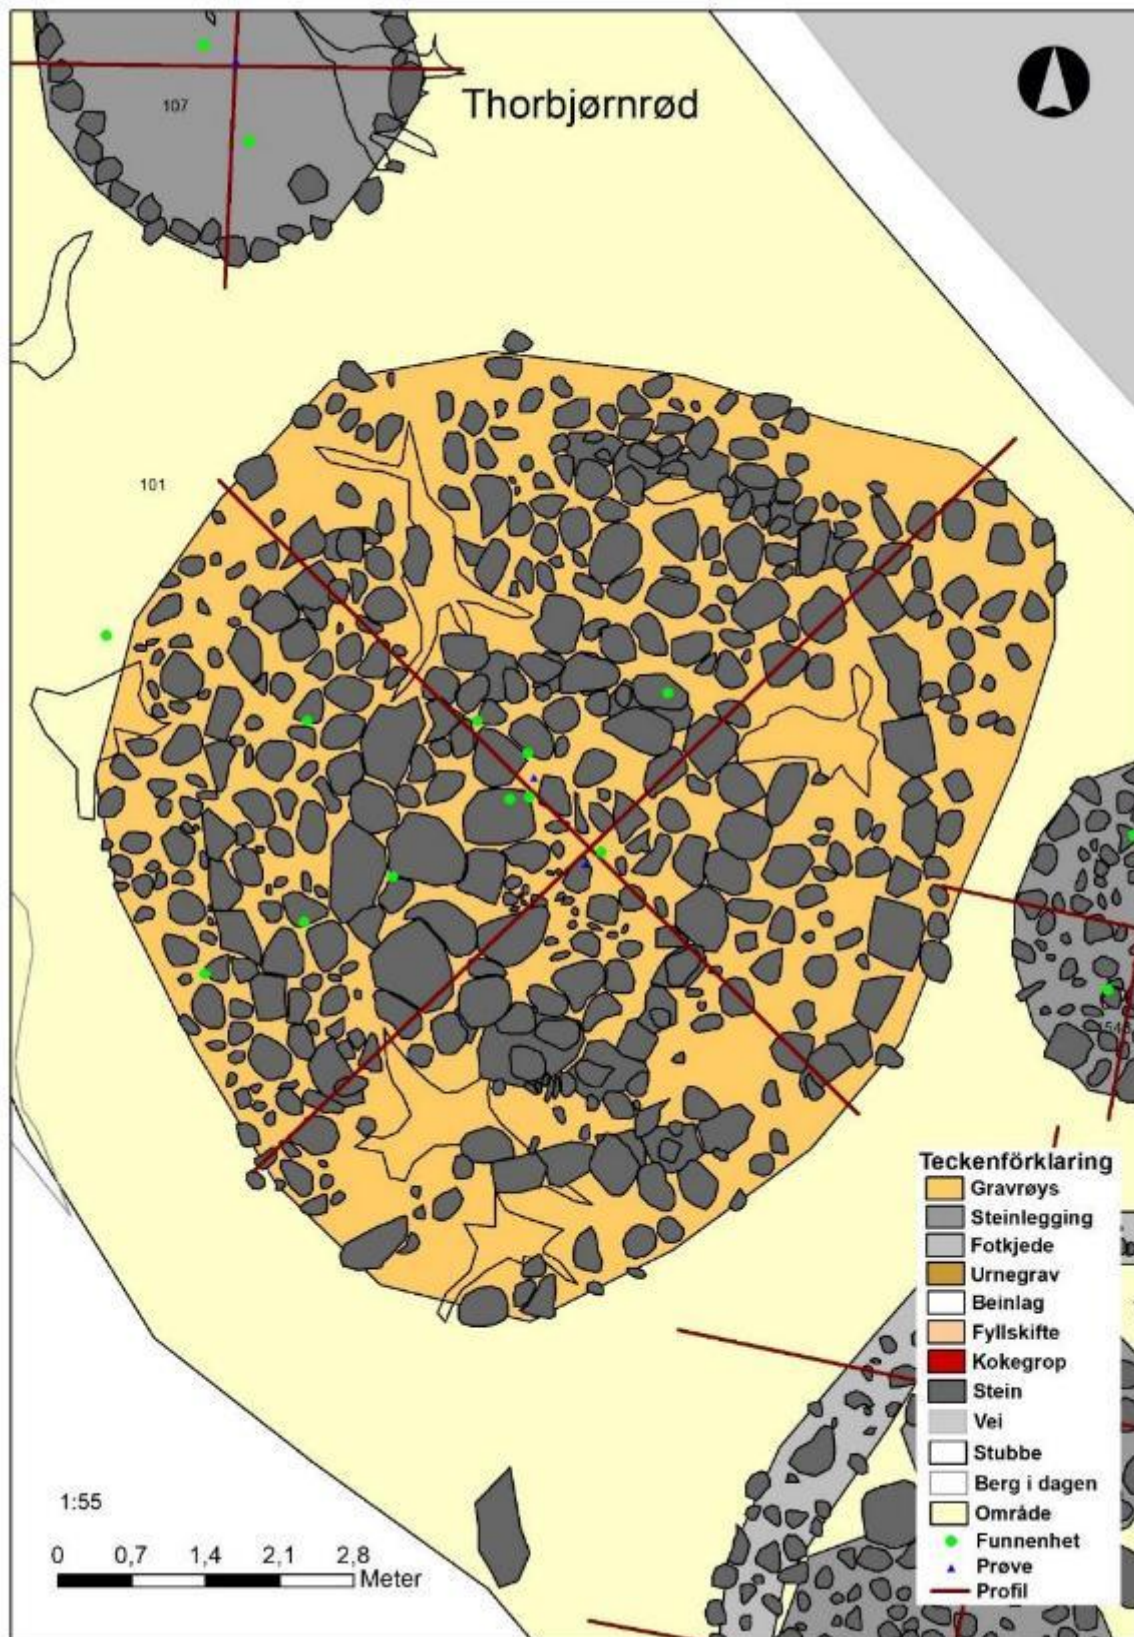 107
Thorbjørnrød
101
Teckenförklaring
Gravrøys
Steinlegging
Fotkjede
Urnegrav
Beinlag
Fyllskifte
Kokegrop
Stein
Vei
Stubbe
Berg i dagen
Område
Funnenhet
Prøve
Profil
1:55
0 0,7 1,4 2,1 2,8
Meter